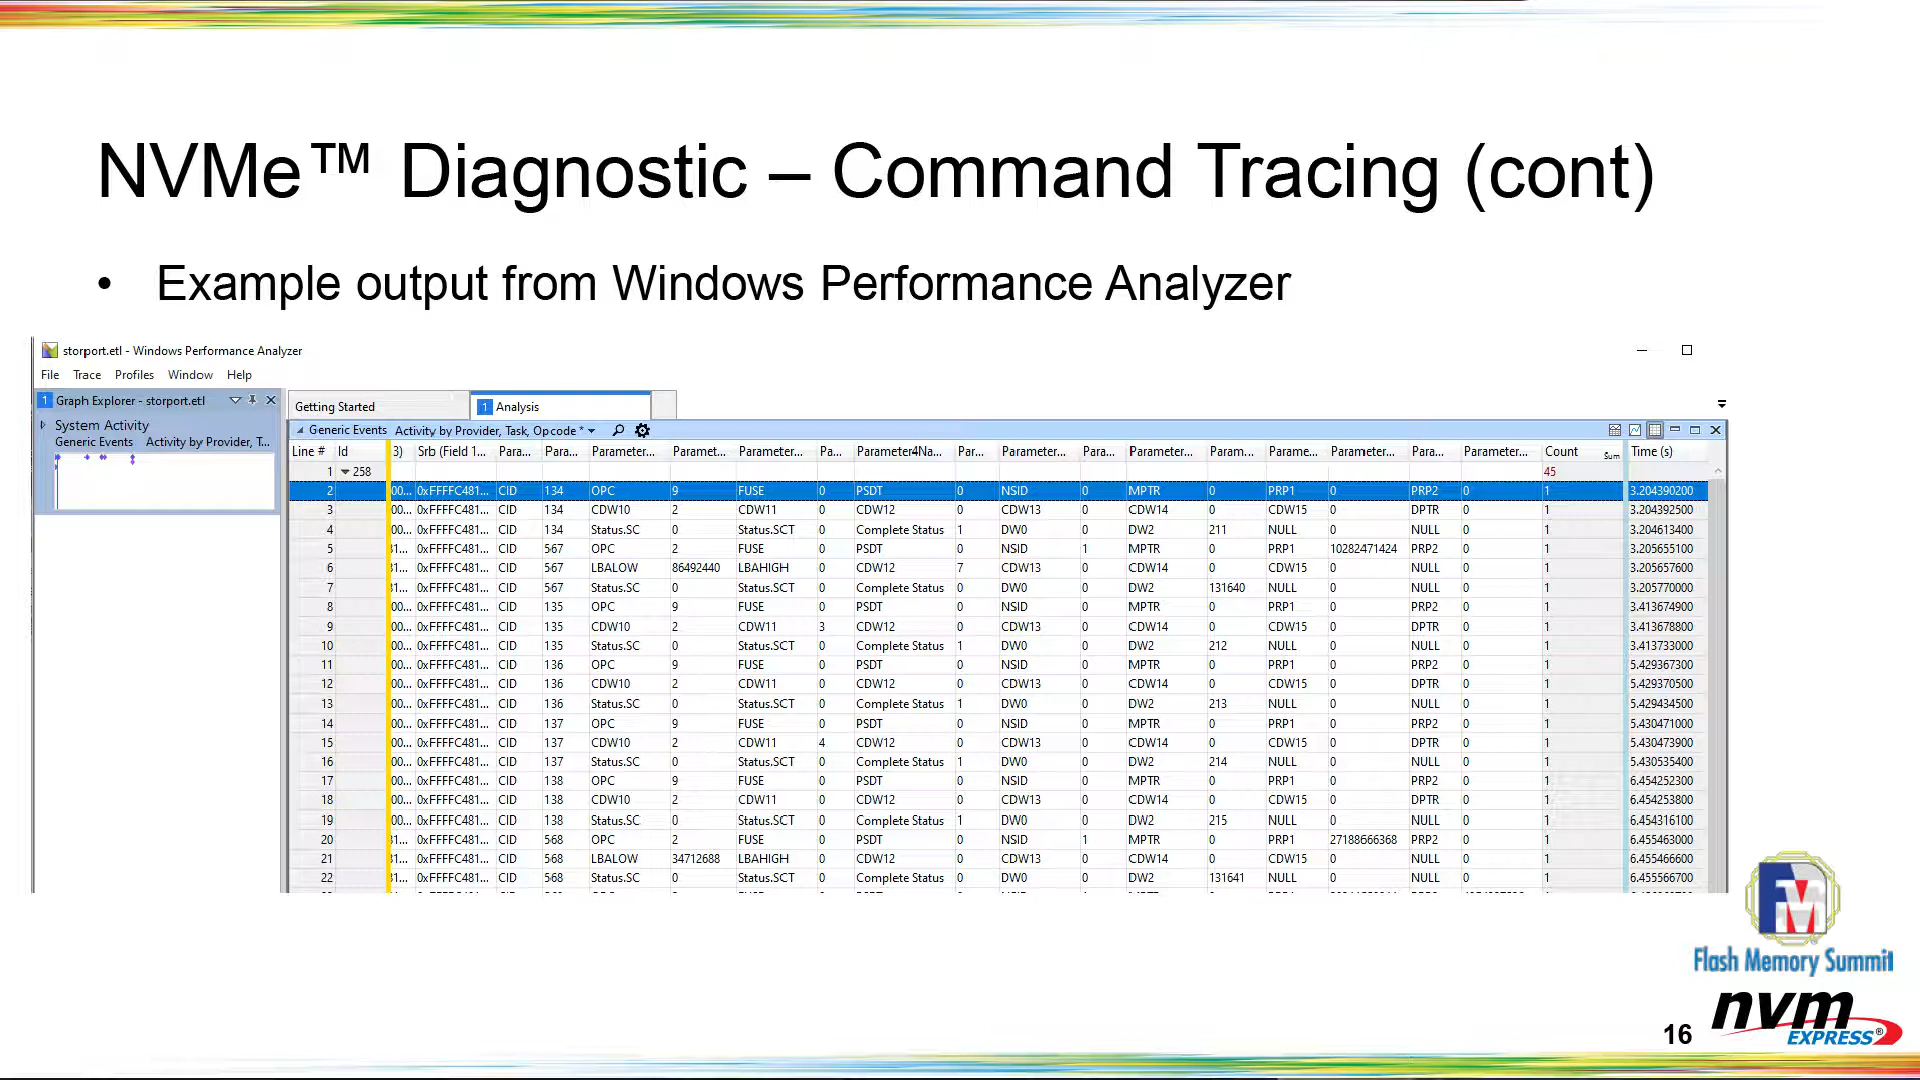 NVMe™ Diagnostic – Command Tracing (cont)
• Example output from Windows Performance Analyzer
storport.etl - Windows Performance Analyzer
File Trace Profiles Window Help
1 Graph Explorer - storport.etl
System Activity
Generic Events Activity by Provider, T...
Getting Started 1 Analysis
Generic Events Activity by Provider, Task, Opcode *
Line # Id 3) Srb (Field 1... Para... Para... Parameter... Paramet... Parameter... Pa... Parameter4Na... Par... Parameter... Para... Parameter... Param... Parame... Parameter... Para... Parameter... Count Sum Time (s)
1 258 45
2 00... 0xFFFFC481... CID 134 OPC 9 FUSE 0 PSDT 0 NSID 0 MPTR 0 PRP1 0 PRP2 0 1 3.204390200
3 00... 0xFFFFC481... CID 134 CDW10 2 CDW11 0 CDW12 0 CDW13 0 CDW14 0 CDW15 0 DPTR 0 1 3.204392500
4 00... 0xFFFFC481... CID 134 Status.SC 0 Status.SCT 0 Complete Status 1 DW0 0 DW2 211 NULL 0 NULL 0 1 3.204613400
5 31... 0xFFFFC481... CID 567 OPC 2 FUSE 0 PSDT 0 NSID 1 MPTR 0 PRP1 10282471424 PRP2 0 1 3.205655100
6 31... 0xFFFFC481... CID 567 LBALOW 86492440 LBAHIGH 0 CDW12 7 CDW13 0 CDW14 0 CDW15 0 NULL 0 1 3.205657600
7 31... 0xFFFFC481... CID 567 Status.SC 0 Status.SCT 0 Complete Status 0 DW0 0 DW2 131640 NULL 0 NULL 0 1 3.205770000
8 00... 0xFFFFC481... CID 135 OPC 9 FUSE 0 PSDT 0 NSID 0 MPTR 0 PRP1 0 PRP2 0 1 3.413674900
9 00... 0xFFFFC481... CID 135 CDW10 2 CDW11 3 CDW12 0 CDW13 0 CDW14 0 CDW15 0 DPTR 0 1 3.413678800
10 00... 0xFFFFC481... CID 135 Status.SC 0 Status.SCT 0 Complete Status 1 DW0 0 DW2 212 NULL 0 NULL 0 1 3.413733000
11 00... 0xFFFFC481... CID 136 OPC 9 FUSE 0 PSDT 0 NSID 0 MPTR 0 PRP1 0 PRP2 0 1 5.429367300
12 00... 0xFFFFC481... CID 136 CDW10 2 CDW11 0 CDW12 0 CDW13 0 CDW14 0 CDW15 0 DPTR 0 1 5.429370500
13 00... 0xFFFFC481... CID 136 Status.SC 0 Status.SCT 0 Complete Status 1 DW0 0 DW2 213 NULL 0 NULL 0 1 5.429434500
14 00... 0xFFFFC481... CID 137 OPC 9 FUSE 0 PSDT 0 NSID 0 MPTR 0 PRP1 0 PRP2 0 1 5.430471000
15 00... 0xFFFFC481... CID 137 CDW10 2 CDW11 4 CDW12 0 CDW13 0 CDW14 0 CDW15 0 DPTR 0 1 5.430473900
16 00... 0xFFFFC481... CID 137 Status.SC 0 Status.SCT 0 Complete Status 1 DW0 0 DW2 214 NULL 0 NULL 0 1 5.430535400
17 00... 0xFFFFC481... CID 138 OPC 9 FUSE 0 PSDT 0 NSID 0 MPTR 0 PRP1 0 PRP2 0 1 6.454252300
18 00... 0xFFFFC481... CID 138 CDW10 2 CDW11 0 CDW12 0 CDW13 0 CDW14 0 CDW15 0 DPTR 0 1 6.454253800
19 00... 0xFFFFC481... CID 138 Status.SC 0 Status.SCT 0 Complete Status 1 DW0 0 DW2 215 NULL 0 NULL 0 1 6.454316100
20 31... 0xFFFFC481... CID 568 OPC 2 FUSE 0 PSDT 0 NSID 1 MPTR 0 PRP1 27188666368 PRP2 0 1 6.455463000
21 31... 0xFFFFC481... CID 568 LBALOW 34712688 LBAHIGH 0 CDW12 7 CDW13 0 CDW14 0 CDW15 0 NULL 0 1 6.455466600
22 31... 0xFFFFC481... CID 568 Status.SC 0 Status.SCT 0 Complete Status 0 DW0 0 DW2 131641 NULL 0 NULL 0 1 6.455566700
FM
Flash Memory Summit
nvm
EXPRESS®
16